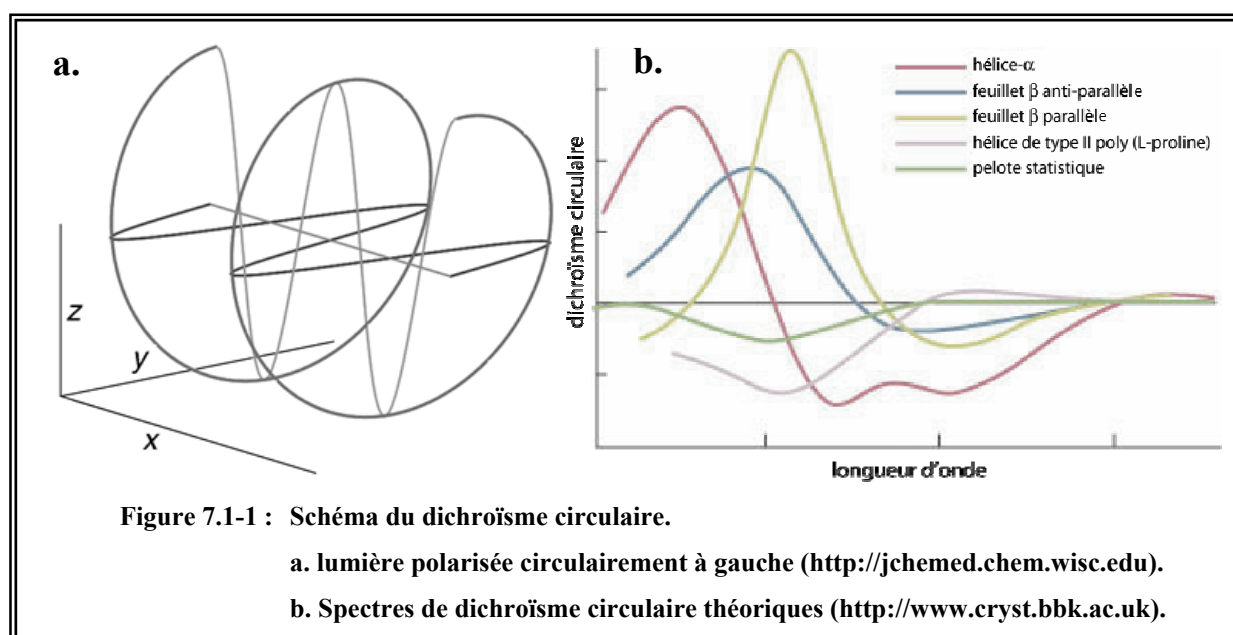 a.
z
y
x
b.
hélice-α
feuillet β anti-parallèle
feuillet β parallèle
hélice de type II poly (L-proline)
pelote statistique
dichroïsme circulaire
longueur d'onde
Figure 7.1-1 : Schéma du dichroïsme circulaire.
a. lumière polarisée circulairement à gauche (http://jchemed.chem.wisc.edu).
b. Spectres de dichroïsme circulaire théoriques (http://www.cryst.bbk.ac.uk).